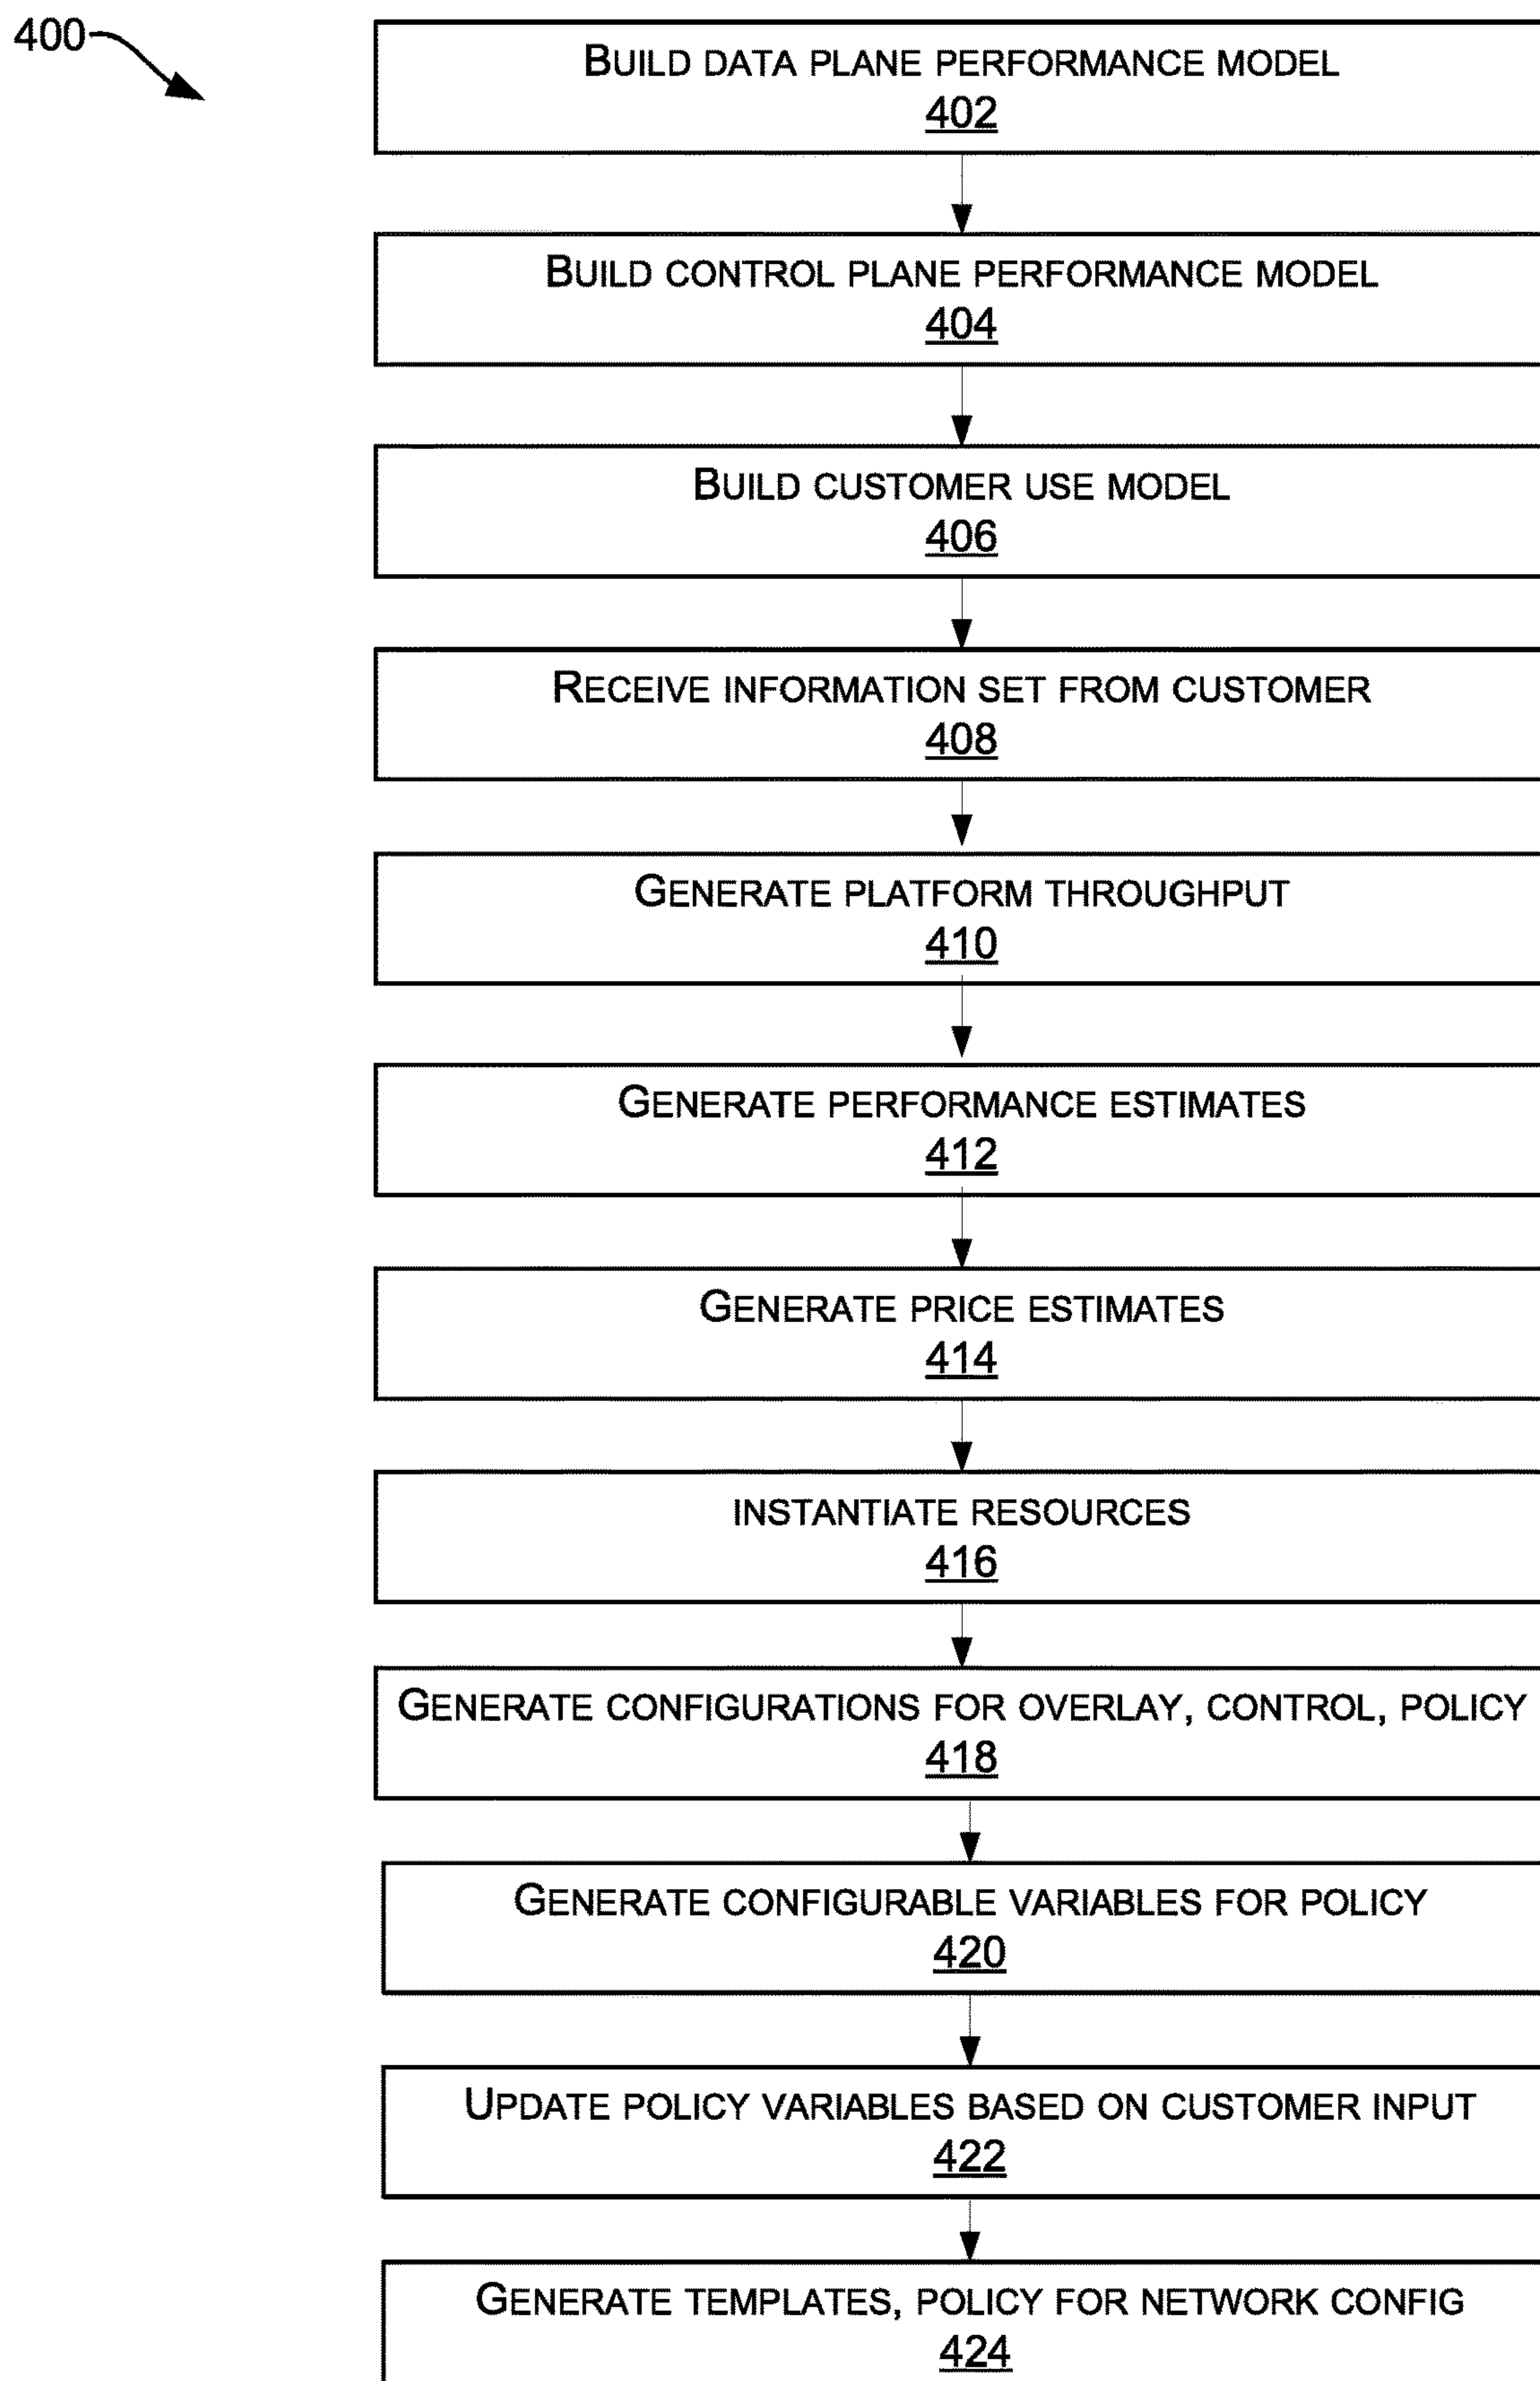 400
BUILD DATA PLANE PERFORMANCE MODEL
402
BUILD CONTROL PLANE PERFORMANCE MODEL
404
BUILD CUSTOMER USE MODEL
406
RECEIVE INFORMATION SET FROM CUSTOMER
408
GENERATE PLATFORM THROUGHPUT
410
GENERATE PERFORMANCE ESTIMATES
412
GENERATE PRICE ESTIMATES
414
INSTANTIATE RESOURCES
416
GENERATE CONFIGURATIONS FOR OVERLAY, CONTROL, POLICY
418
GENERATE CONFIGURABLE VARIABLES FOR POLICY
420
UPDATE POLICY VARIABLES BASED ON CUSTOMER INPUT
422
GENERATE TEMPLATES, POLICY FOR NETWORK CONFIG
424